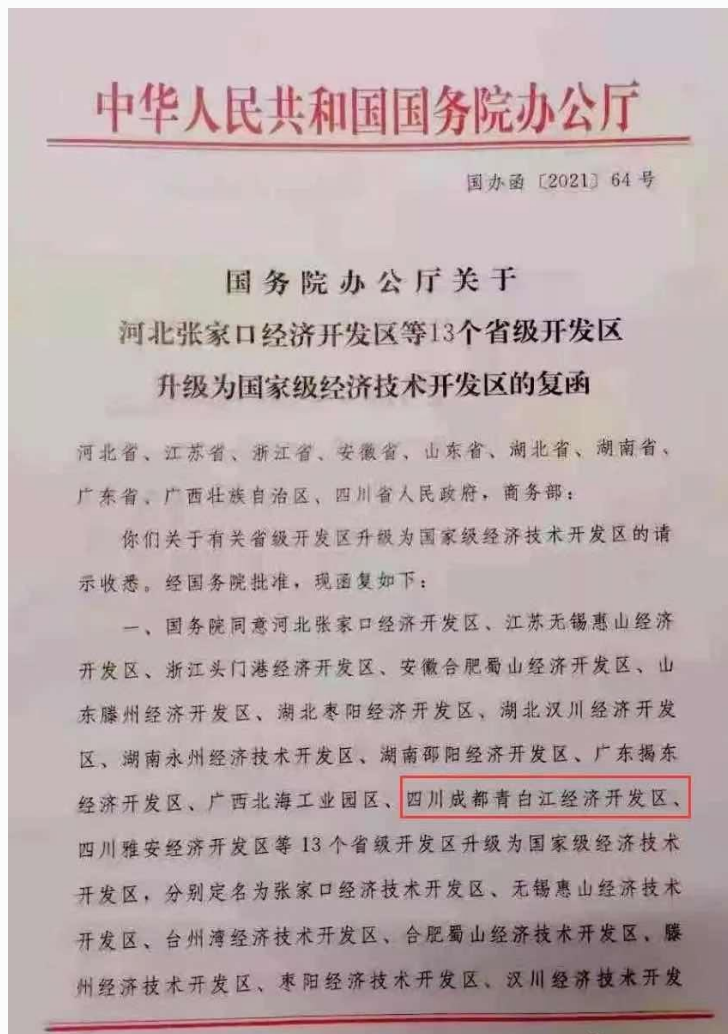 中华人民共和国国务院办公厅
国办函〔2021〕64号
国务院办公厅关于
河北张家口经济开发区等13个省级开发区
升级为国家级经济技术开发区的复函
河北省、江苏省、浙江省、安徽省、山东省、湖北省、湖南省、
广东省、广西壮族自治区、四川省人民政府，商务部：
你们关于有关省级开发区升级为国家级经济技术开发区的请
示收悉。经国务院批准，现函复如下：
一、国务院同意河北张家口经济开发区、江苏无锡惠山经济
开发区、浙江头门港经济开发区、安徽合肥蜀山经济开发区、山
东滕州经济开发区、湖北枣阳经济开发区、湖北汉川经济开发
区、湖南永州经济技术开发区、湖南邵阳经济开发区、广东揭东
经济开发区、广西北海工业园区、四川成都青白江经济开发区、
四川雅安经济开发区等13个省级开发区升级为国家级经济技术
开发区，分别定名为张家口经济技术开发区、无锡惠山经济技术
开发区、台州湾经济技术开发区、合肥蜀山经济技术开发区、滕
州经济技术开发区、枣阳经济技术开发区、汉川经济技术开发